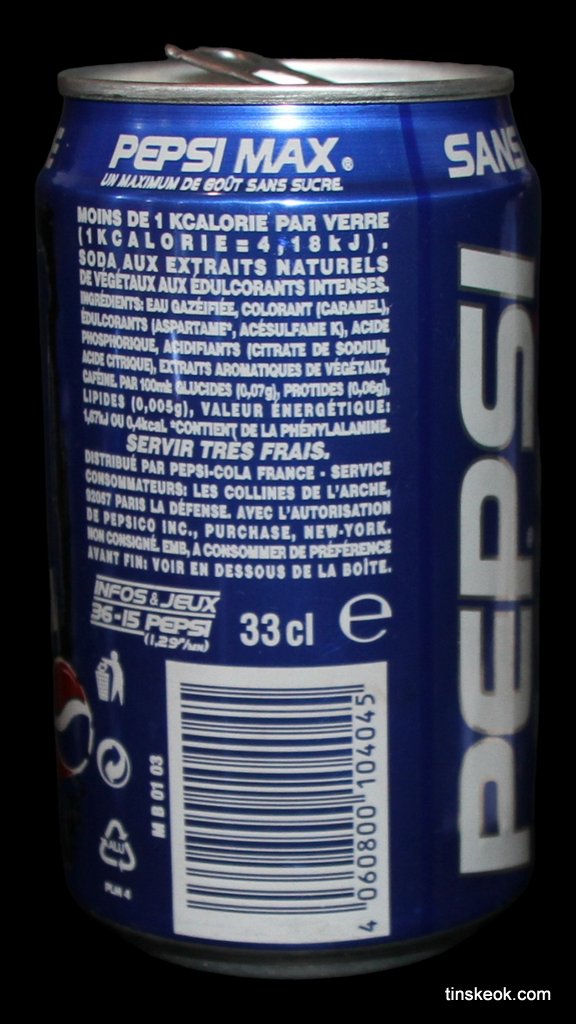 PEPSI MAX®
UN MAXIMUM DE GOÛT SANS SUCRE.
MOINS DE 1 KCALORIE PAR VERRE
(1KCALORIE=4,18kJ).
SODA AUX EXTRAITS NATURELS
DE VÉGÉTAUX AUX ÉDULCORANTS INTENSES.
INGRÉDIENTS: EAU GAZÉIFIÉE, COLORANT (CARAMEL),
ÉDULCORANTS (ASPARTAME*, ACÉSULFAME K), ACIDE
PHOSPHORIQUE, ACIDIFIANTS (CITRATE DE SODIUM,
ACIDE CITRIQUE), EXTRAITS AROMATIQUES DE VÉGÉTAUX,
CAFÉINE. PAR 100ml: GLUCIDES (0,07g), PROTIDES (0,06g),
LIPIDES (0,005g), VALEUR ÉNERGÉTIQUE:
1,67kJ OU 0,4kcal. *CONTIENT DE LA PHÉNYLALANINE.
SERVIR TRÈS FRAIS.
DISTRIBUÉ PAR PEPSI-COLA FRANCE - SERVICE
CONSOMMATEURS: LES COLLINES DE L'ARCHE,
92057 PARIS LA DÉFENSE. AVEC L'AUTORISATION
DE PEPSICO INC., PURCHASE, NEW-YORK.
NON CONSIGNÉ. EMB, A CONSOMMER DE PRÉFÉRENCE
AVANT FIN: VOIR EN DESSOUS DE LA BOÎTE.
INFOS & JEUX
36-15 PEPSI
(1,29F/MN)
33cl e
M B 01 03
ALU
PLM 4
4 060800 104045
SANS
PEPSI
tinskeok.com